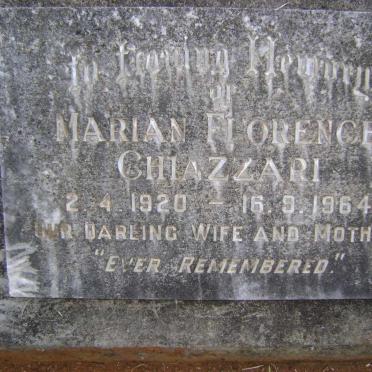 In Loving Memory
of
MARIAN FLORENCE
CHIAZZARI
2.4.1920 – 16.9.1964
OUR DARLING WIFE AND MOTH
"EVER REMEMBERED."